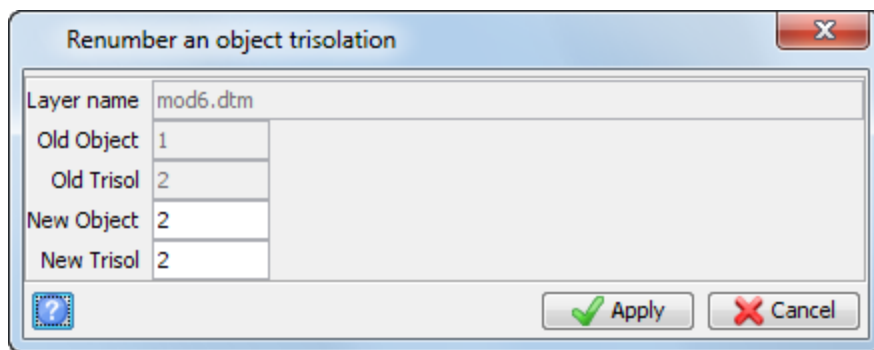 Renumber an object trisolation
Layer name mod6.dtm
Old Object 1
Old Trisol 2
New Object 2
New Trisol 2
? Apply Cancel